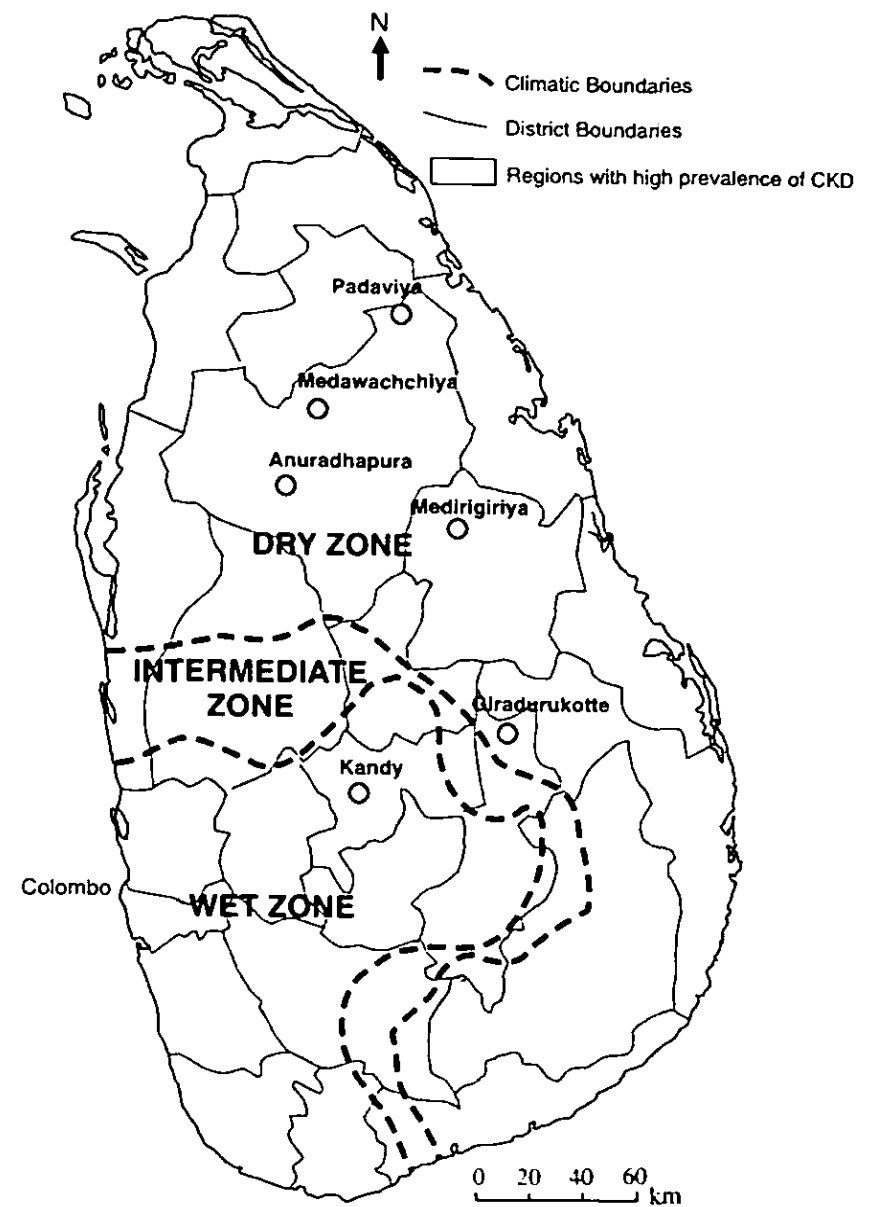 N
Climatic Boundaries
District Boundaries
Regions with high prevalence of CKD
Padaviya
Medawachchiya
Anuradhapura
Medirigiriya
DRY ZONE
INTERMEDIATE
ZONE
Giradurukotte
Kandy
Colombo
WET ZONE
0 20 40 60
km